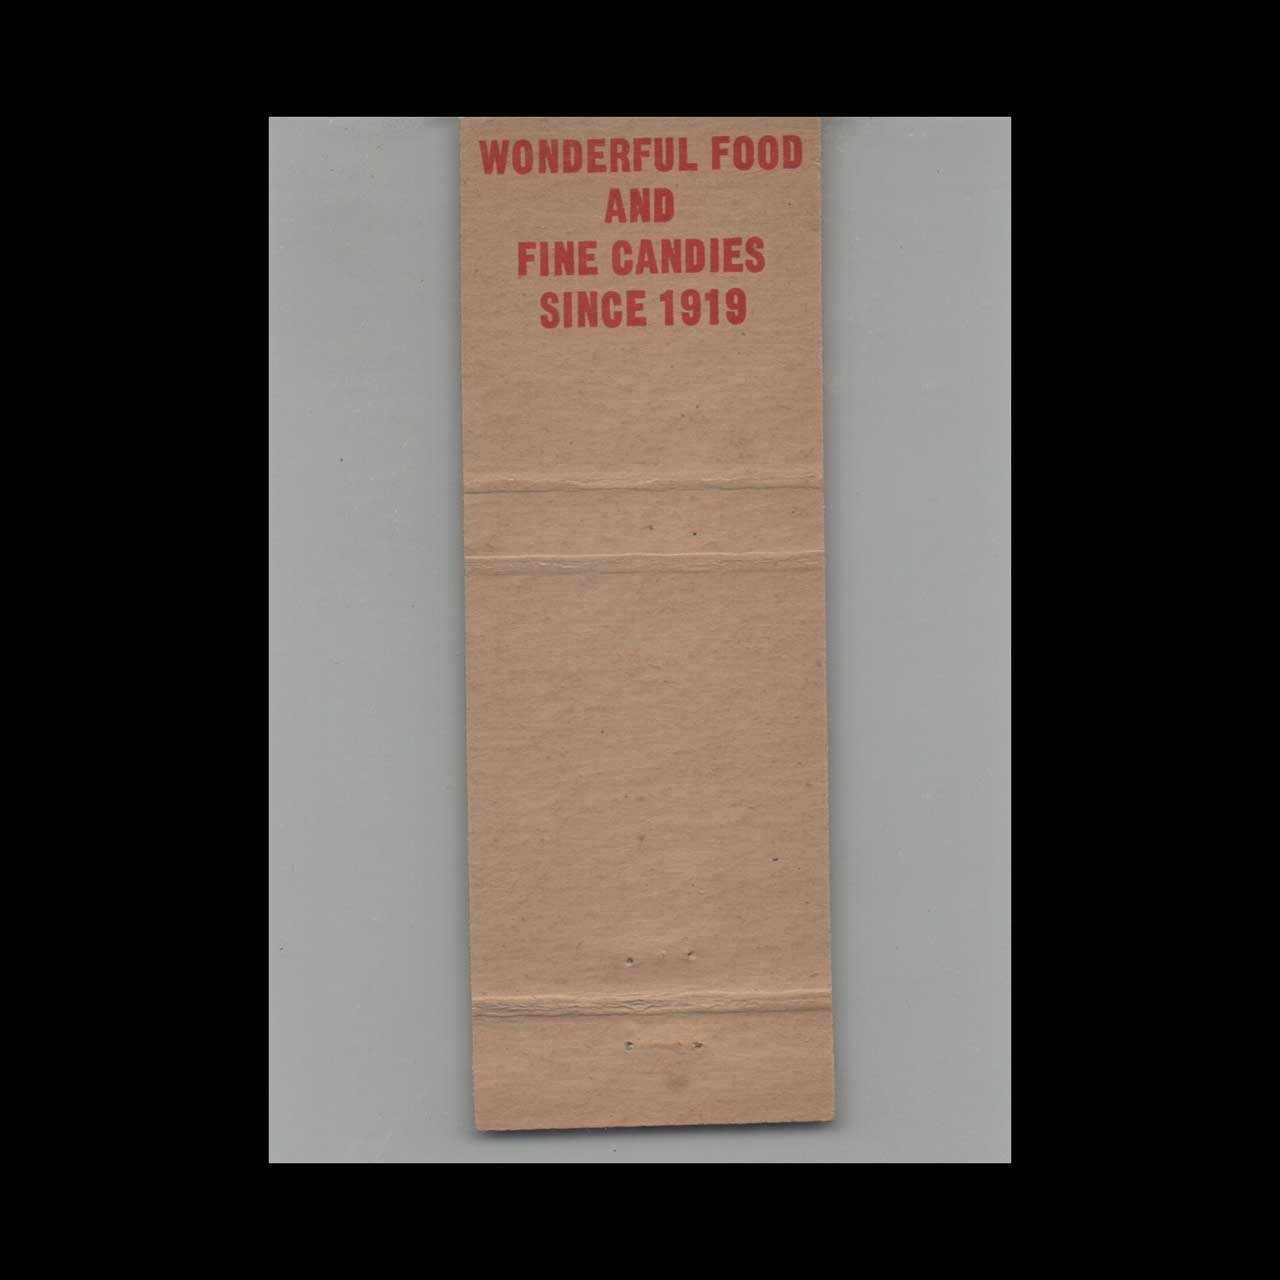 WONDERFUL FOOD
AND
FINE CANDIES
SINCE 1919